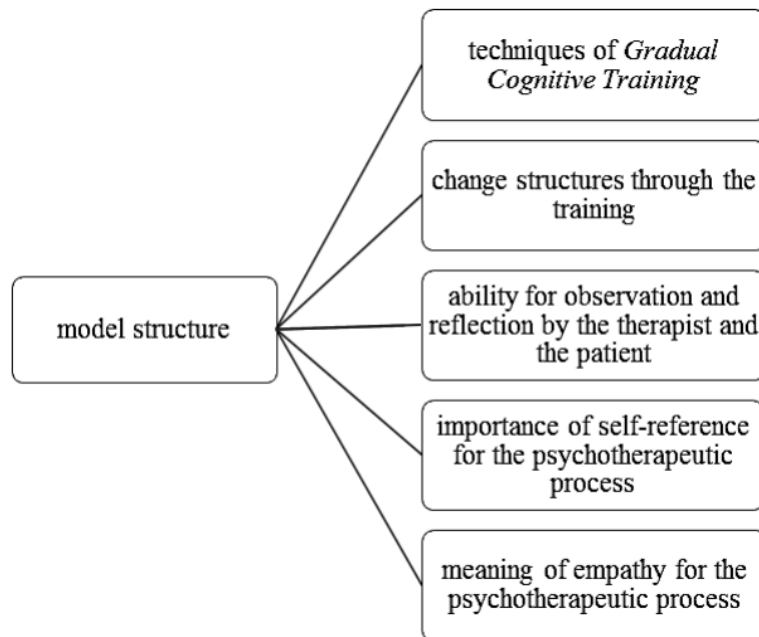 techniques of Gradual
Cognitive Training
change structures through the
training
model structure
ability for observation and
reflection by the therapist and
the patient
importance of self-reference
for the psychotherapeutic
process
meaning of empathy for the
psychotherapeutic process